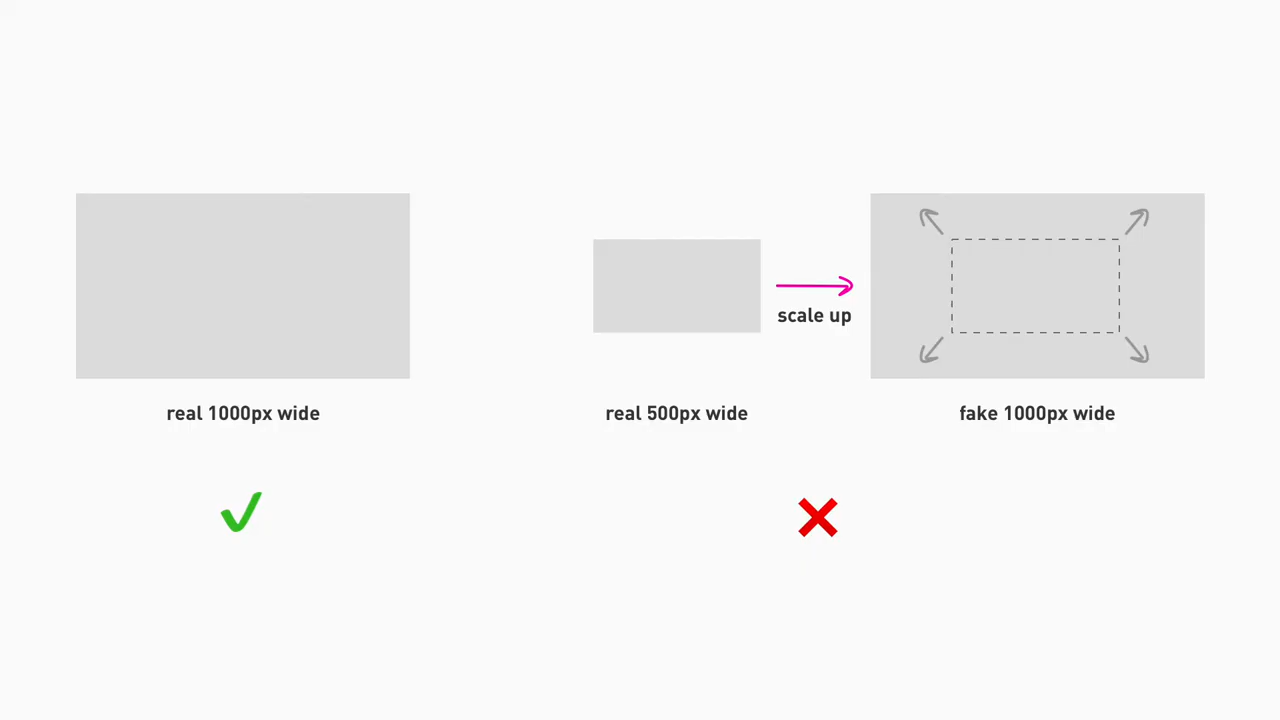 scale up
real 1000px wide
real 500px wide
fake 1000px wide